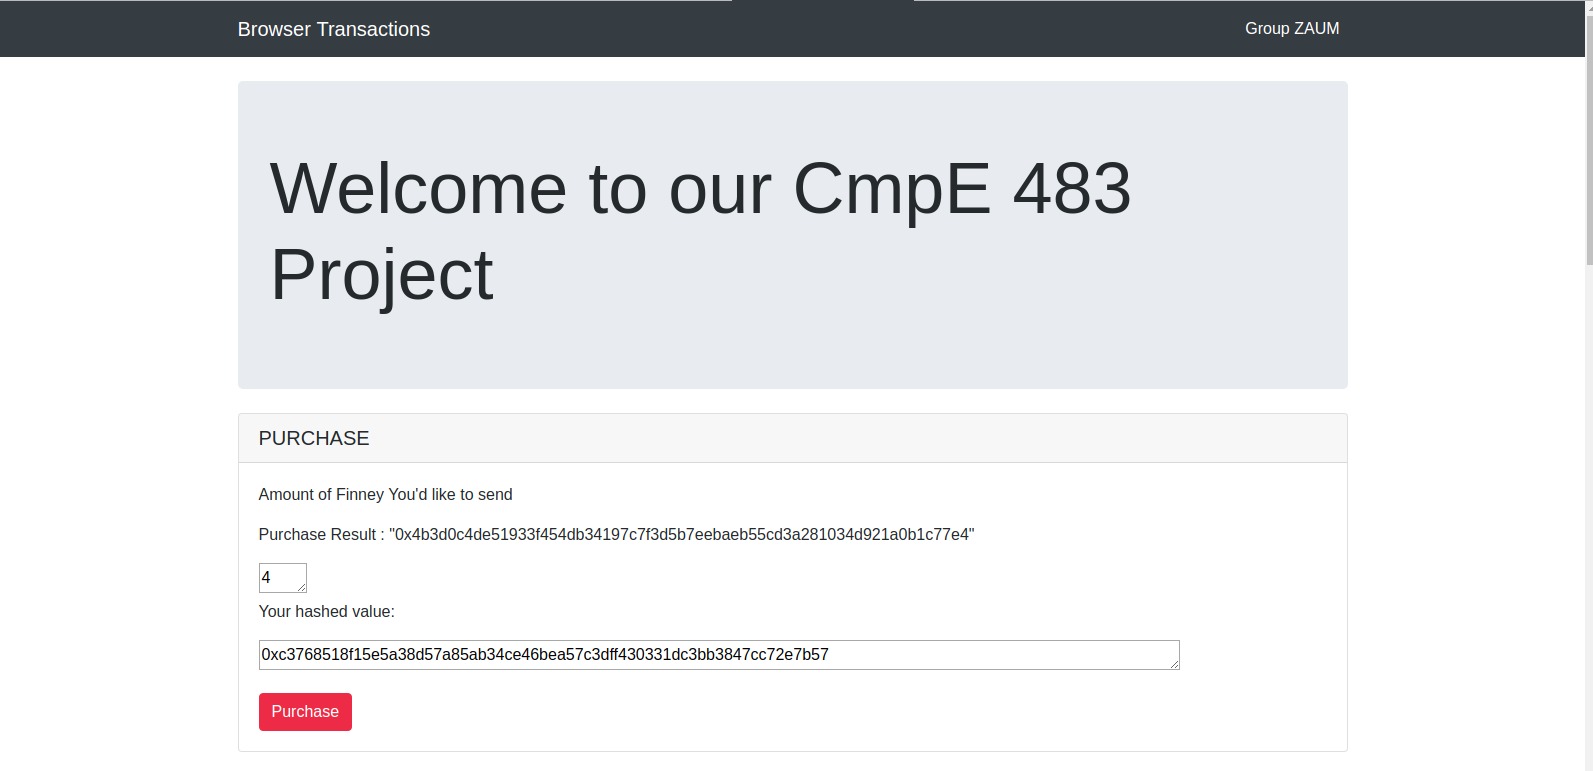 Browser Transactions
Group ZAUM
Welcome to our CmpE 483
Project
PURCHASE
Amount of Finney You'd like to send
Purchase Result : "0x4b3d0c4de51933f454db34197c7f3d5b7eebaeb55cd3a281034d921a0b1c77e4"
4
Your hashed value:
0xc3768518f15e5a38d57a85ab34ce46bea57c3dff430331dc3bb3847cc72e7b57
Purchase